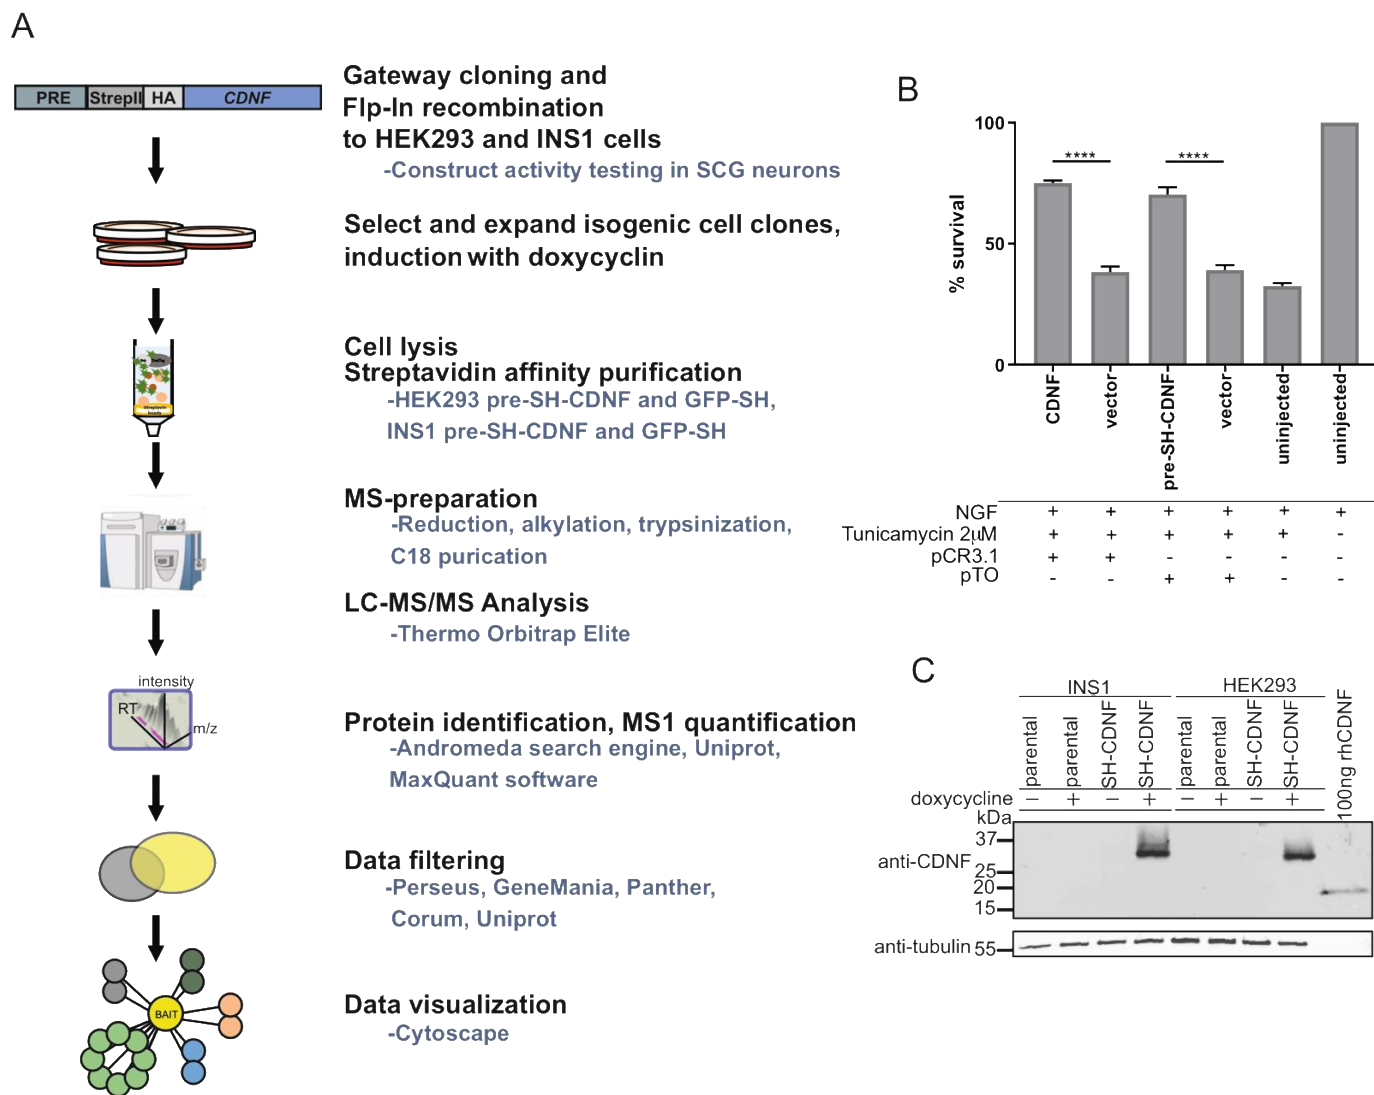 A
PRE StrepII HA CDNF
Gateway cloning and
Flp-In recombination
to HEK293 and INS1 cells
-Construct activity testing in SCG neurons
Select and expand isogenic cell clones,
induction with doxycyclin
Streptavin
beads
Cell lysis
Streptavidin affinity purification
-HEK293 pre-SH-CDNF and GFP-SH,
INS1 pre-SH-CDNF and GFP-SH
MS-preparation
-Reduction, alkylation, trypsinization,
C18 purication
LC-MS/MS Analysis
-Thermo Orbitrap Elite
intensity
RT
m/z
Protein identification, MS1 quantification
-Andromeda search engine, Uniprot,
MaxQuant software
Data filtering
-Perseus, GeneMania, Panther,
Corum, Uniprot
BAIT
Data visualization
-Cytoscape
B
% survival
100
50
0
**** ****
CDNF vector pre-SH-CDNF vector uninjected uninjected
NGF + + + + + +
Tunicamycin 2µM + + + + + -
pCR3.1 + + - - - -
pTO - - + + - -
C
INS1 HEK293
parental parental SH-CDNF SH-CDNF parental parental SH-CDNF SH-CDNF 100ng rhCDNF
doxycycline − + − + − + − +
kDa
37
anti-CDNF
25
20
15
anti-tubulin 55